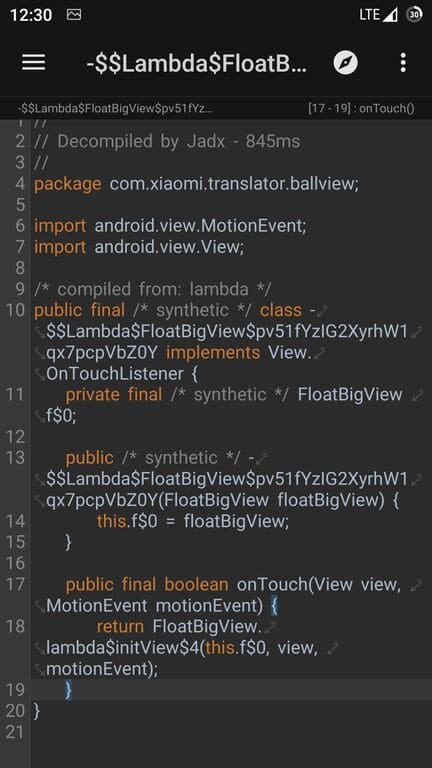 12:30 LTE 30
-$$Lambda$FloatB...
-$$Lambda$FloatBigView$pv51fYz... [17 - 19] : onTouch()
1 //
2 // Decompiled by Jadx - 845ms
3 //
4 package com.xiaomi.translator.ballview;
5
6 import android.view.MotionEvent;
7 import android.view.View;
8
9 /* compiled from: lambda */
10 public final /* synthetic */ class -
$$Lambda$FloatBigView$pv51fYzIG2XyrhW1
qx7pcpVbZ0Y implements View.
OnTouchListener {
11 private final /* synthetic */ FloatBigView
f$0;
12
13 public /* synthetic */ -
$$Lambda$FloatBigView$pv51fYzIG2XyrhW1
qx7pcpVbZ0Y(FloatBigView floatBigView) {
14 this.f$0 = floatBigView;
15 }
16
17 public final boolean onTouch(View view,
MotionEvent motionEvent) {
18 return FloatBigView.
lambda$initView$4(this.f$0, view,
motionEvent);
19 }
20 }
21